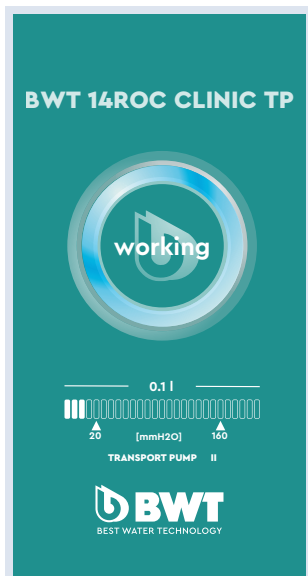 BWT 14ROC CLINIC TP
working
0.1 l
20 [mmH2O] 160
TRANSPORT PUMP II
BWT
BEST WATER TECHNOLOGY